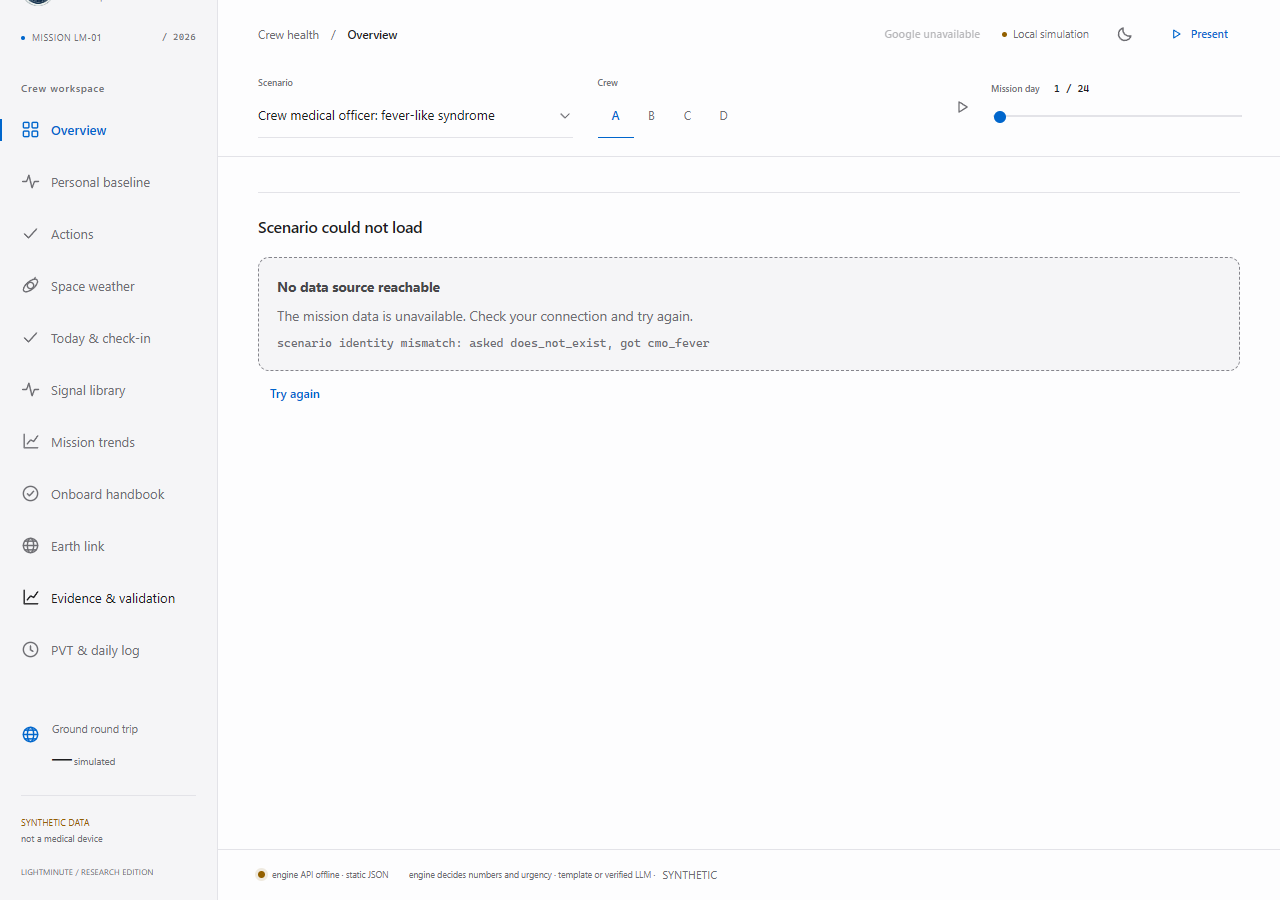 MISSION LM-01
/ 2026
Crew workspace
Overview
Personal baseline
Actions
Space weather
Today & check-in
Signal library
Mission trends
Onboard handbook
Earth link
Evidence & validation
PVT & daily log
Ground round trip
simulated
SYNTHETIC DATA
not a medical device
LIGHTMINUTE / RESEARCH EDITION
Crew health / Overview
Google unavailable
Local simulation
Present
Scenario
Crew medical officer: fever-like syndrome
Crew
A B C D
Mission day 1 / 24
Scenario could not load
No data source reachable
The mission data is unavailable. Check your connection and try again.
scenario identity mismatch: asked does_not_exist, got cmo_fever
Try again
engine API offline · static JSON
engine decides numbers and urgency · template or verified LLM · SYNTHETIC